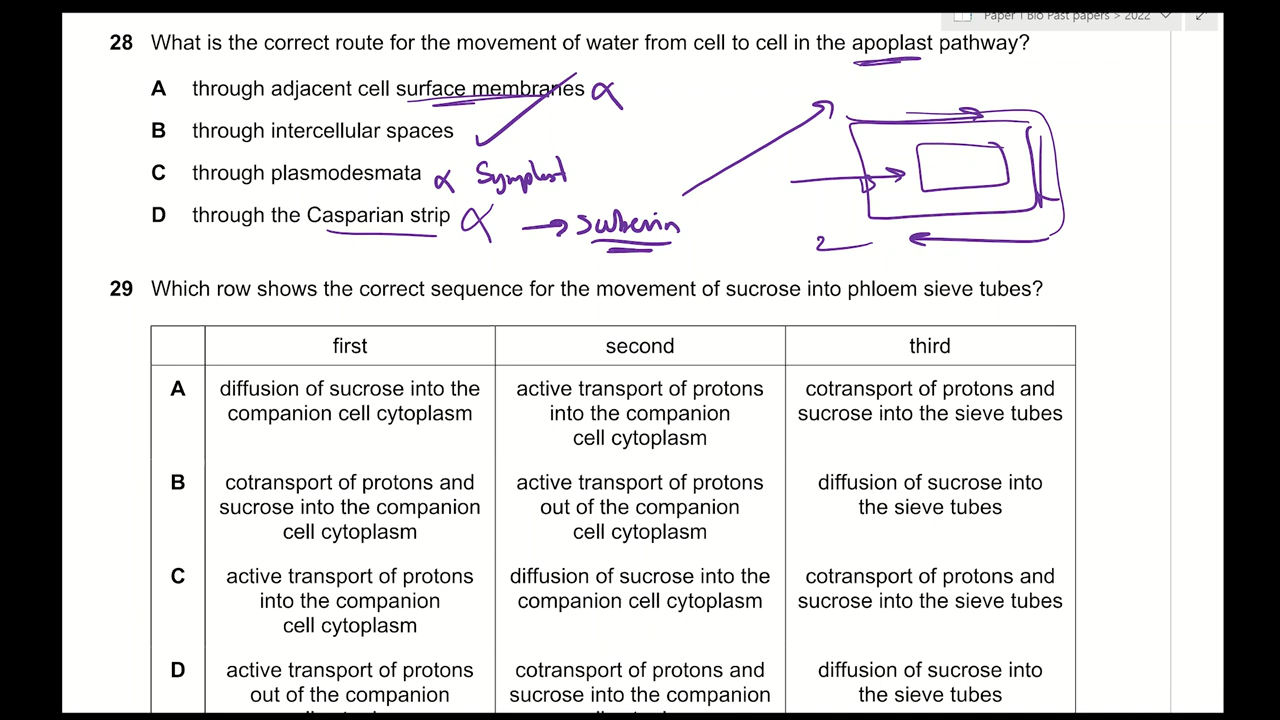 Paper 1 Bio Past papers > 2022
28 What is the correct route for the movement of water from cell to cell in the apoplast pathway?
A through adjacent cell surface membranes
B through intercellular spaces
C through plasmodesmata Symplast
D through the Casparian strip → Suberin
29 Which row shows the correct sequence for the movement of sucrose into phloem sieve tubes?
first second third
A diffusion of sucrose into the active transport of protons cotransport of protons and
companion cell cytoplasm into the companion sucrose into the sieve tubes
cell cytoplasm
B cotransport of protons and active transport of protons diffusion of sucrose into
sucrose into the companion out of the companion the sieve tubes
cell cytoplasm cell cytoplasm
C active transport of protons diffusion of sucrose into the cotransport of protons and
into the companion companion cell cytoplasm sucrose into the sieve tubes
cell cytoplasm
D active transport of protons cotransport of protons and diffusion of sucrose into
out of the companion sucrose into the companion the sieve tubes